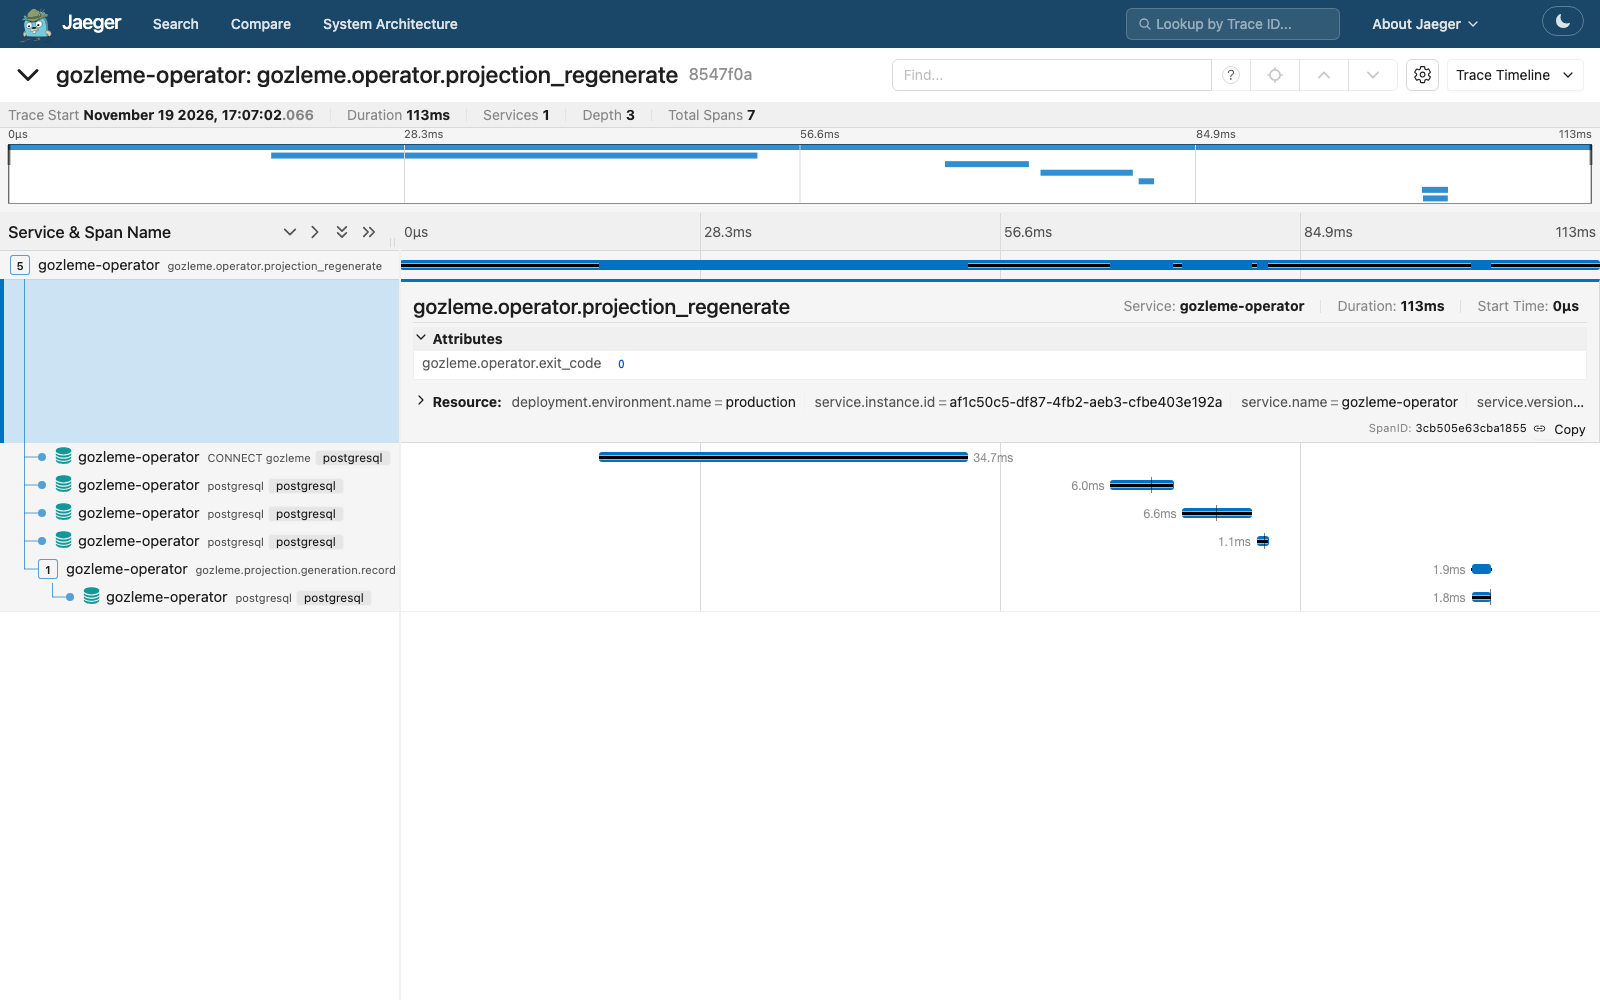 Jaeger Search Compare System Architecture Lookup by Trace ID... About Jaeger
gozleme-operator: gozleme.operator.projection_regenerate 8547f0a Find... ? Trace Timeline
Trace Start November 19 2026, 17:07:02.066 Duration 113ms Services 1 Depth 3 Total Spans 7
0μs 28.3ms 56.6ms 84.9ms 113ms
Service & Span Name 0μs 28.3ms 56.6ms 84.9ms 113ms
5 gozleme-operator gozleme.operator.projection_regenerate
gozleme.operator.projection_regenerate Service: gozleme-operator Duration: 113ms Start Time: 0μs
Attributes
gozleme.operator.exit_code 0
Resource: deployment.environment.name = production service.instance.id = af1c50c5-df87-4fb2-aeb3-cfbe403e192a service.name = gozleme-operator service.version...
SpanID: 3cb505e63cba1855 Copy
gozleme-operator CONNECT gozleme postgresql 34.7ms
gozleme-operator postgresql postgresql 6.0ms
gozleme-operator postgresql postgresql 6.6ms
gozleme-operator postgresql postgresql 1.1ms
1 gozleme-operator gozleme.projection.generation.record 1.9ms
gozleme-operator postgresql postgresql 1.8ms